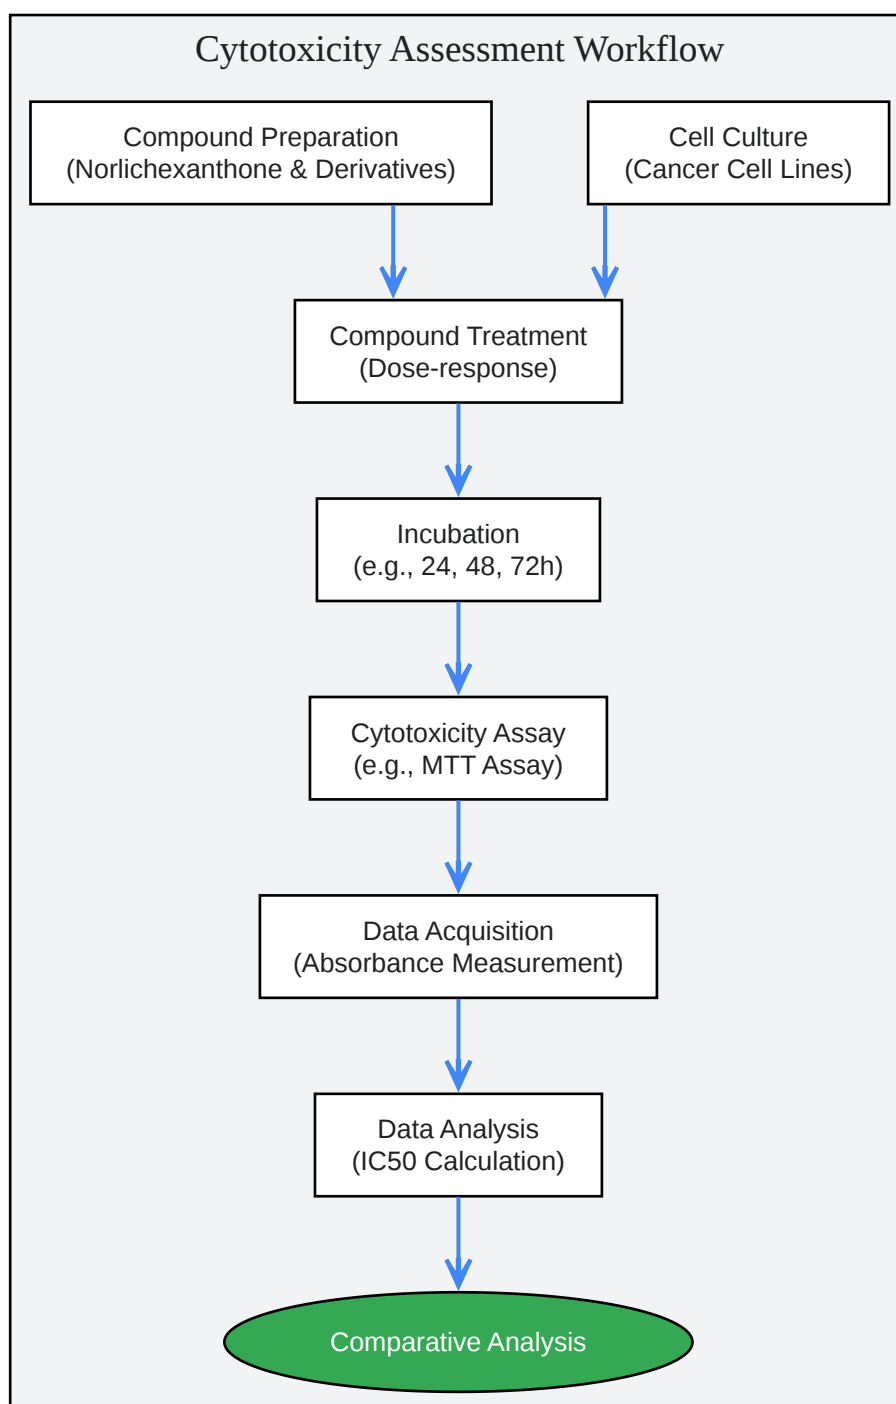 Cytotoxicity Assessment Workflow
Compound Preparation
(Norlichexanthone & Derivatives)
Cell Culture
(Cancer Cell Lines)
Compound Treatment
(Dose-response)
Incubation
(e.g., 24, 48, 72h)
Cytotoxicity Assay
(e.g., MTT Assay)
Data Acquisition
(Absorbance Measurement)
Data Analysis
(IC50 Calculation)
Comparative Analysis